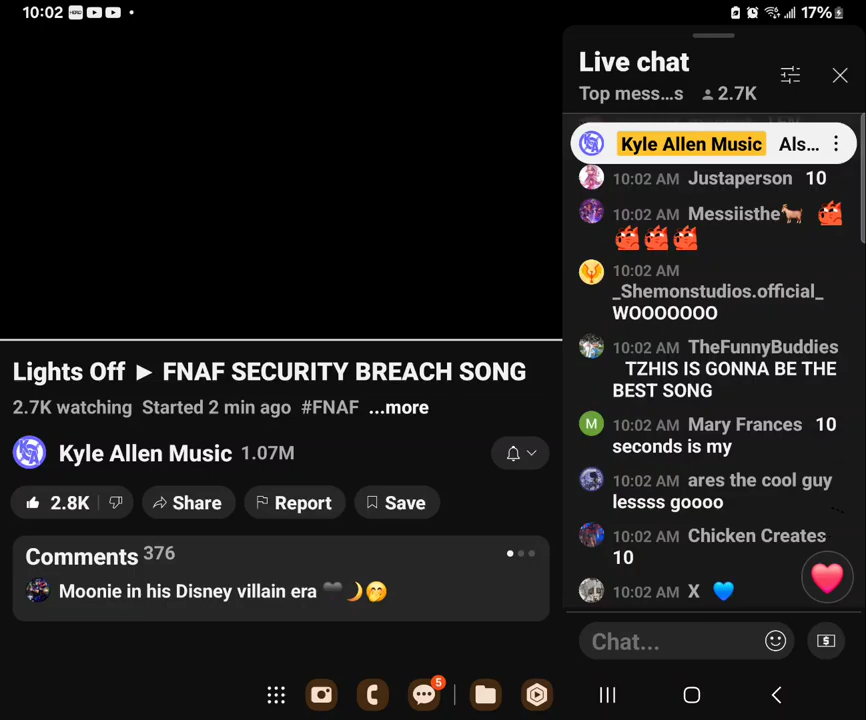 10:02
17%
Live chat
Top mess...s 2.7K
Kyle Allen Music Als...
10:02 AM Justaperson 10
10:02 AM Messiisthe🐐
10:02 AM
_Shemonstudios.official_
WOOOOOOO
10:02 AM TheFunnyBuddies
TZHIS IS GONNA BE THE
BEST SONG
M 10:02 AM Mary Frances 10
seconds is my
10:02 AM ares the cool guy
lessss goooo
10:02 AM Chicken Creates
10
10:02 AM X 💙
Chat...
Lights Off ► FNAF SECURITY BREACH SONG
2.7K watching Started 2 min ago #FNAF ...more
Kyle Allen Music 1.07M
2.8K Share Report Save
Comments 376
Moonie in his Disney villain era 🖤🌙🤭
5